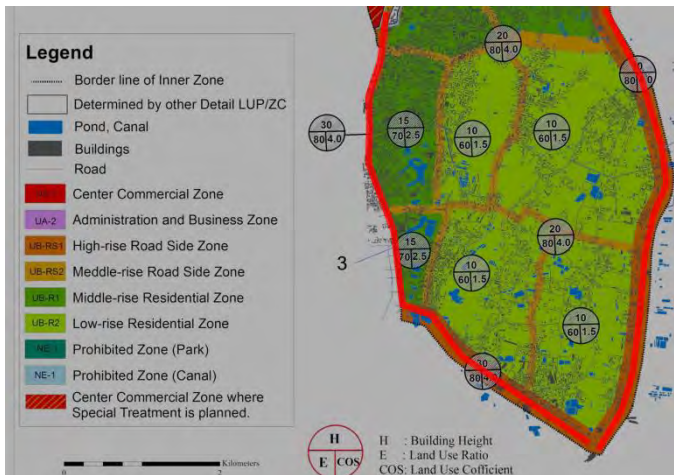 Legend
Border line of Inner Zone
Determined by other Detail LUP/ZC
Pond, Canal
Buildings
Road
Center Commercial Zone
UA-2 Administration and Business Zone
UB-RS1 High-rise Road Side Zone
UB-RS2 Meddle-rise Road Side Zone
UB-R1 Middle-rise Residential Zone
UB-R2 Low-rise Residential Zone
NE-1 Prohibited Zone (Park)
NE-1 Prohibited Zone (Canal)
Center Commercial Zone where
Special Treatment is planned.
Kilometers
0 2
H
E COS
H : Building Height
E : Land Use Ratio
COS: Land Use Cofficient
20
80 4.0
30
80 4.0
15
70 2.5
10
60 1.5
10
60 1.5
20
80 4.0
15
70 2.5
3
10
60 1.5
10
60 1.5
30
80